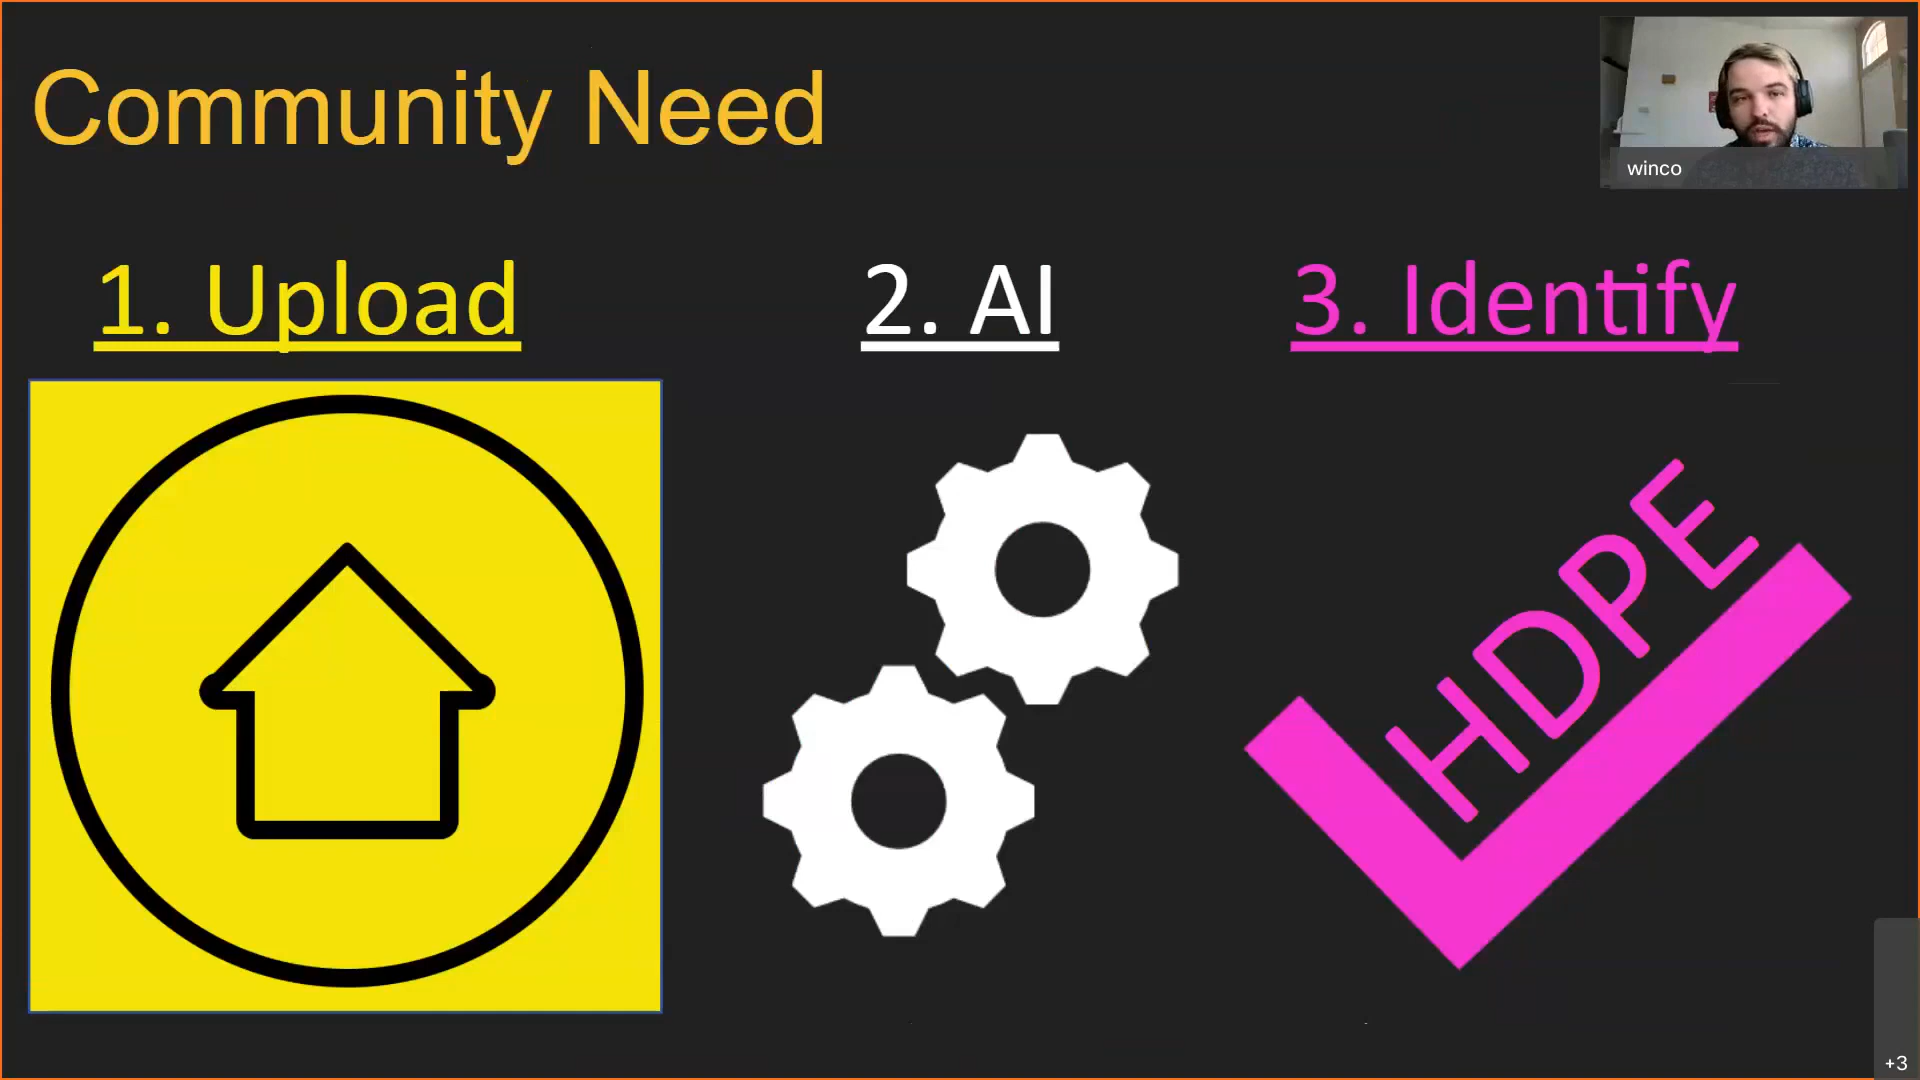 Community Need
winco
1. Upload
2. AI
3. Identify
HDPE
+3